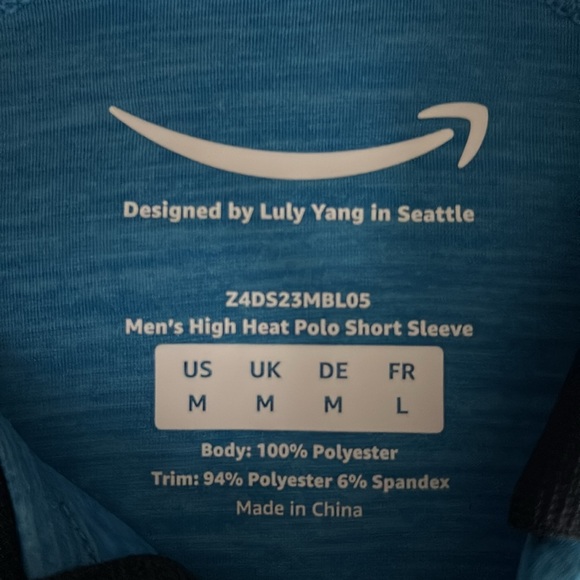 Designed by Luly Yang in Seattle
Z4DS23MBL05
Men's High Heat Polo Short Sleeve
US UK DE FR
M M M L
Body: 100% Polyester
Trim: 94% Polyester 6% Spandex
Made in China